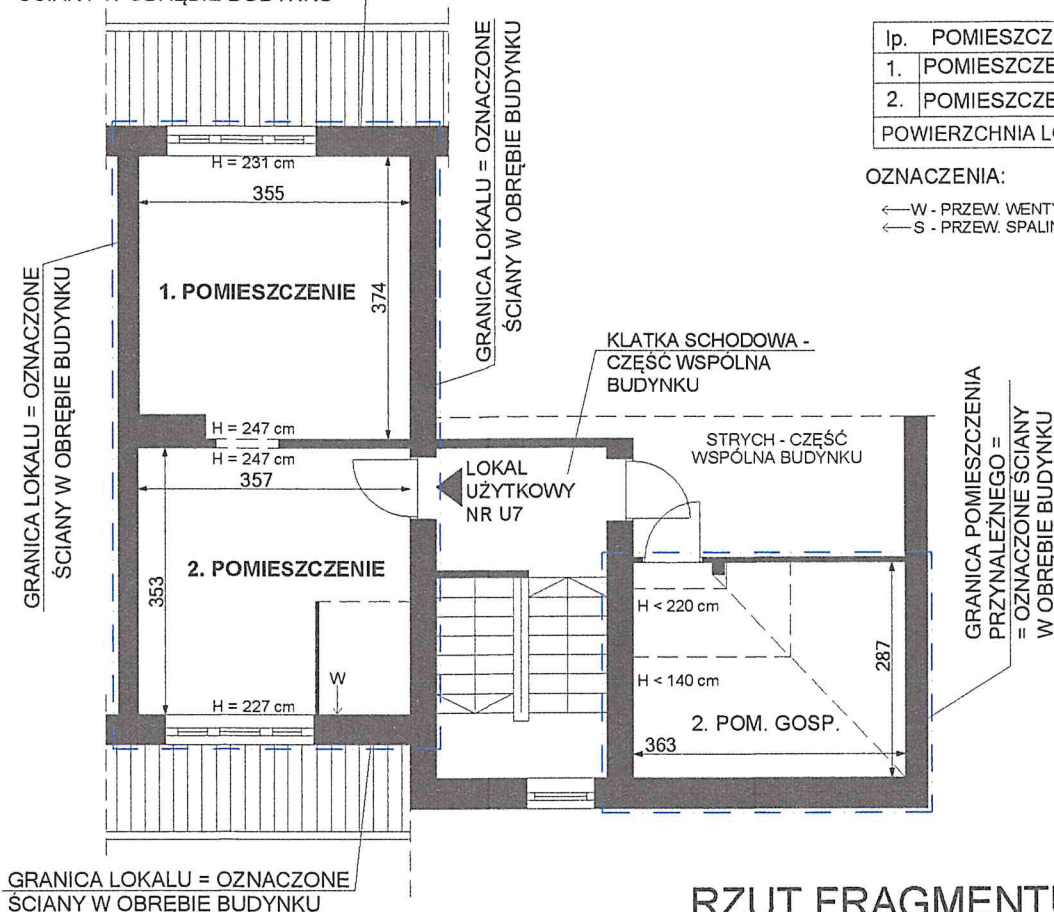 ŚCIANY W OBRĘBIE BUDYNKU
GRANICA LOKALU = OZNACZONE
ŚCIANY W OBRĘBIE BUDYNKU
lp. POMIESZCZ
1. POMIESZCZE
2. POMIESZCZE
POWIERZCHNIA LO
OZNACZENIA:
W - PRZEW. WENTY
S - PRZEW. SPALIN
H = 231 cm
355
1. POMIESZCZENIE
374
GRANICA LOKALU = OZNACZONE
ŚCIANY W OBRĘBIE BUDYNKU
KLATKA SCHODOWA -
CZĘŚĆ WSPÓLNA
BUDYNKU
H = 247 cm
H = 247 cm
357
LOKAL
UŻYTKOWY
NR U7
STRYCH - CZĘŚĆ
WSPÓLNA BUDYNKU
GRANICA POMIESZCZENIA
PRZYNALEŻNEGO =
= OZNACZONE ŚCIANY
W OBREBIE BUDYNKU
2. POMIESZCZENIE
353
W
H = 227 cm
H < 220 cm
H < 140 cm
287
2. POM. GOSP.
363
GRANICA LOKALU = OZNACZONE
ŚCIANY W OBRĘBIE BUDYNKU
RZUT FRAGMENTU